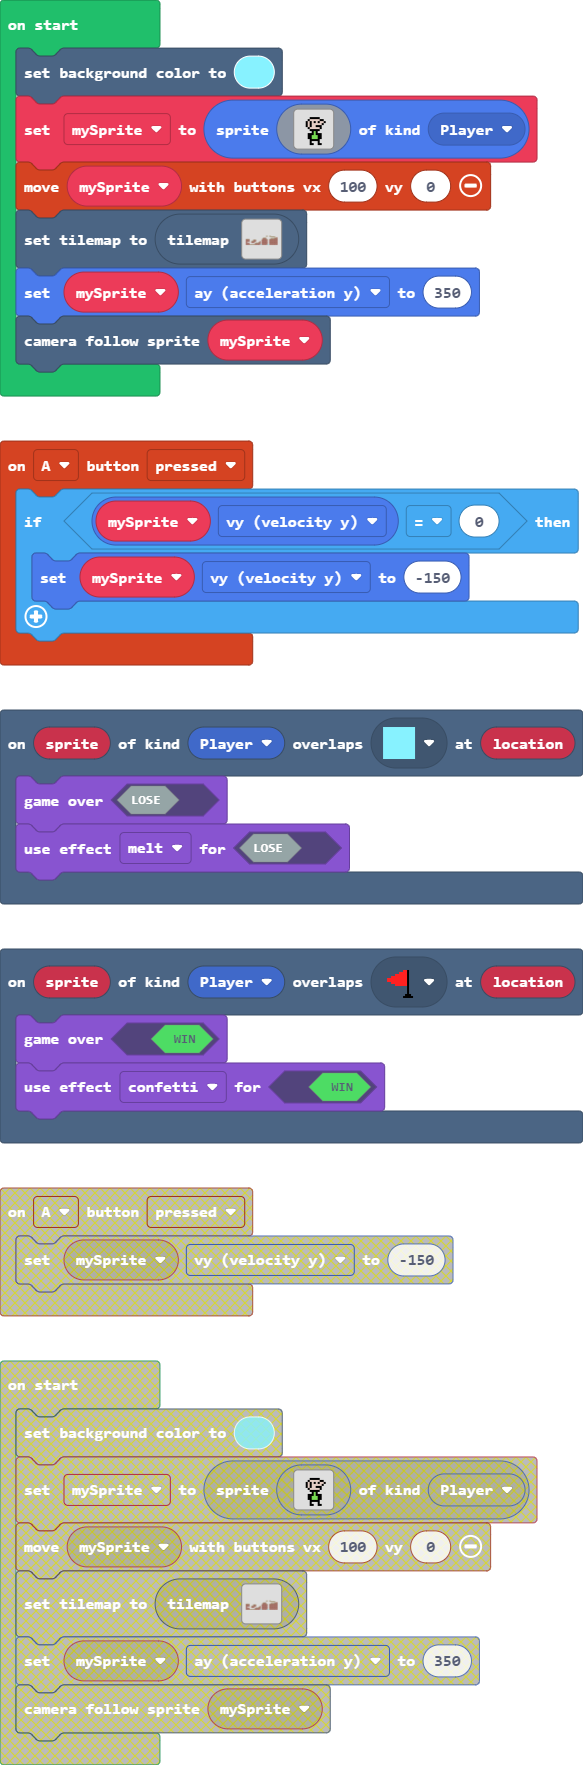 on start
set background color to
set mySprite to sprite of kind Player
move mySprite with buttons vx 100 vy 0
set tilemap to tilemap
set mySprite ay (acceleration y) to 350
camera follow sprite mySprite
on A button pressed
if mySprite vy (velocity y) = 0 then
set mySprite vy (velocity y) to -150
on sprite of kind Player overlaps at location
game over LOSE
use effect melt for LOSE
on sprite of kind Player overlaps at location
game over WIN
use effect confetti for WIN
on A button pressed
set mySprite vy (velocity y) to -150
on start
set background color to
set mySprite to sprite of kind Player
move mySprite with buttons vx 100 vy 0
set tilemap to tilemap
set mySprite ay (acceleration y) to 350
camera follow sprite mySprite